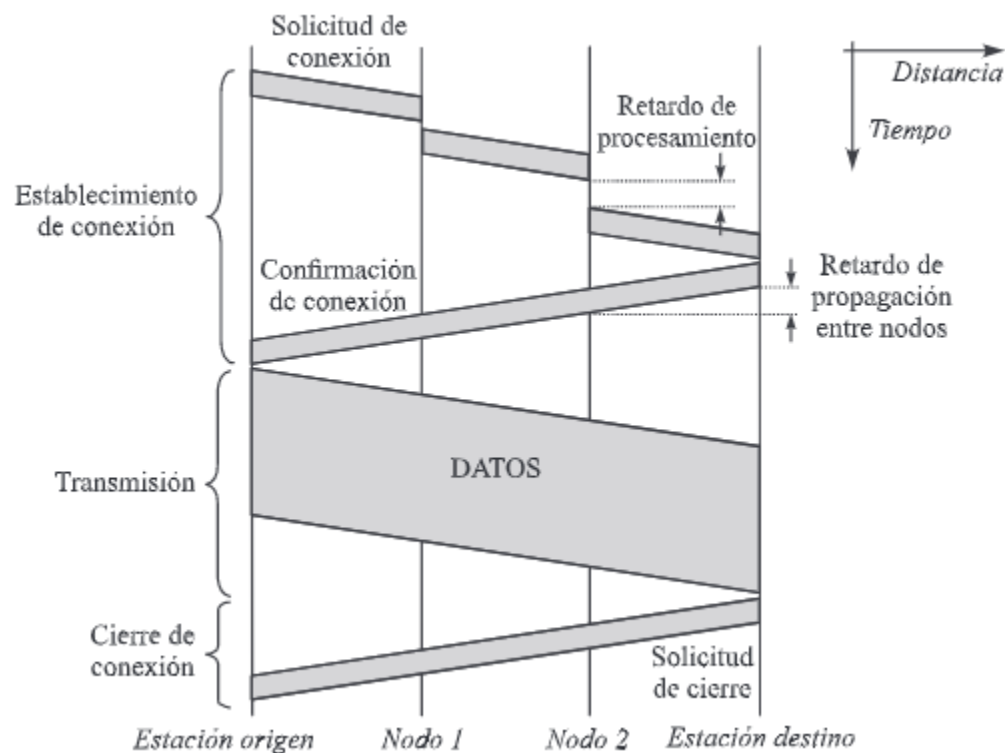 Solicitud de
conexión
Distancia
Tiempo
Retardo de
procesamiento
Establecimiento
de conexión
Confirmación
de conexión
Retardo de
propagación
entre nodos
Transmisión
DATOS
Cierre de
conexión
Solicitud
de cierre
Estación origen
Nodo 1
Nodo 2
Estación destino